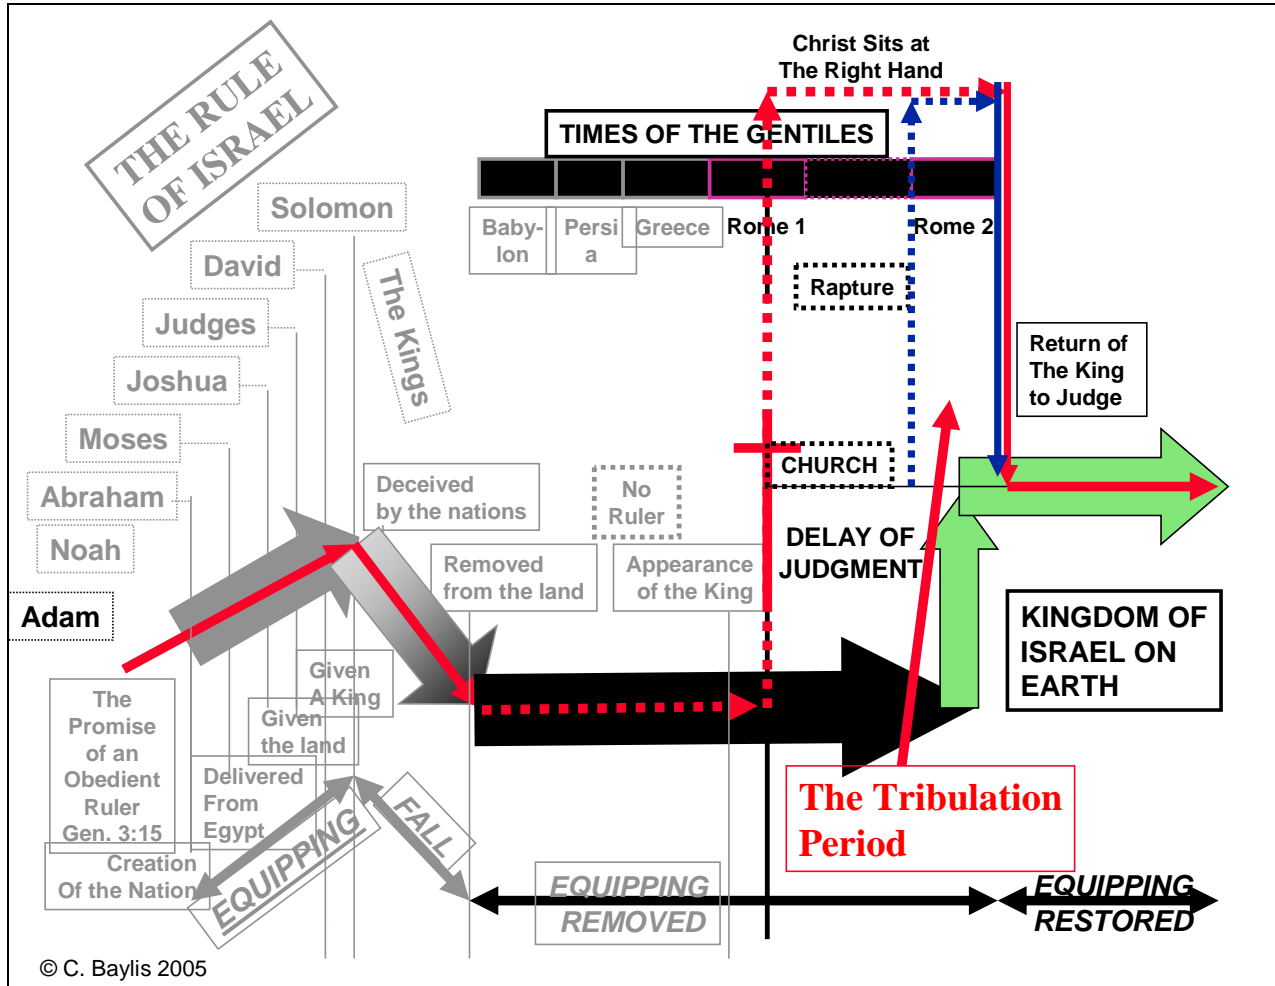 Christ Sits at
The Right Hand
THE RULE
OF ISRAEL
TIMES OF THE GENTILES
Solomon
Baby-
lon
Persi
a
Greece
Rome 1
Rome 2
David
The Kings
Rapture
Judges
Return of
The King
to Judge
Joshua
Moses
CHURCH
Abraham
Deceived
by the nations
No
Ruler
Noah
DELAY OF
JUDGMENT
Removed
from the land
Appearance
of the King
Adam
KINGDOM OF
ISRAEL ON
EARTH
Given
A King
The
Promise
of an
Obedient
Ruler
Gen. 3:15
Given
the land
Delivered
From
Egypt
The Tribulation
Period
Creation
Of the Nation
EQUIPPING
FALL
EQUIPPING
REMOVED
EQUIPPING
RESTORED
© C. Baylis 2005